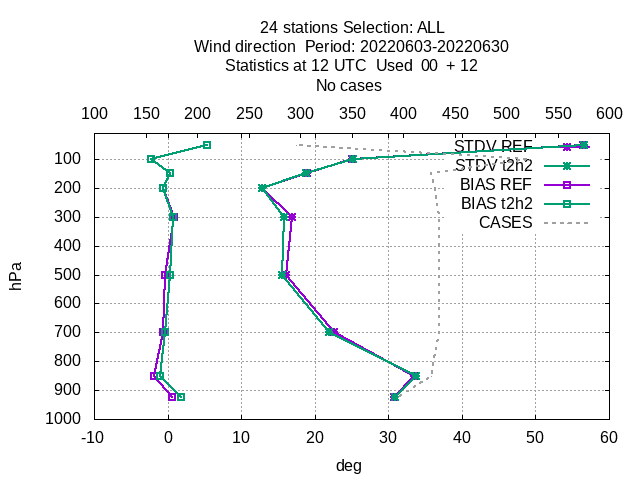 24 stations Selection: ALL
Wind direction  Period: 20220603-20220630
Statistics at 12 UTC  Used  00  + 12
No cases
100 150 200 250 300 350 400 450 500 550 600
STDV REF
STDV t2h2
BIAS REF
BIAS t2h2
CASES
100
200
300
400
500
600
700
800
900
1000
hPa
-10 0 10 20 30 40 50 60
deg